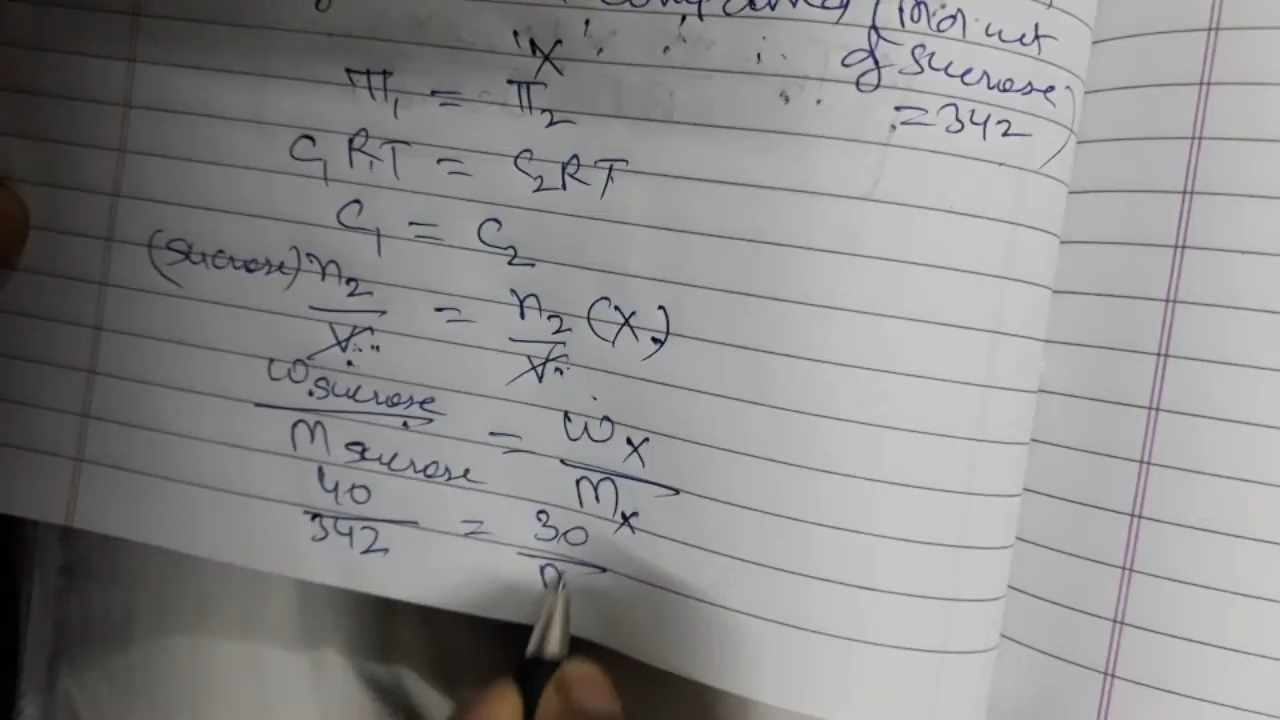 (Mol wt
of sucrose
= 342)
"X"
π₁ = π₂
C₁RT = C₂RT
C₁ = C₂
(sucrose) n₂/V = n₂/V (X)
w sucrose/M sucrose = wₓ/Mₓ
40/342 = 30/